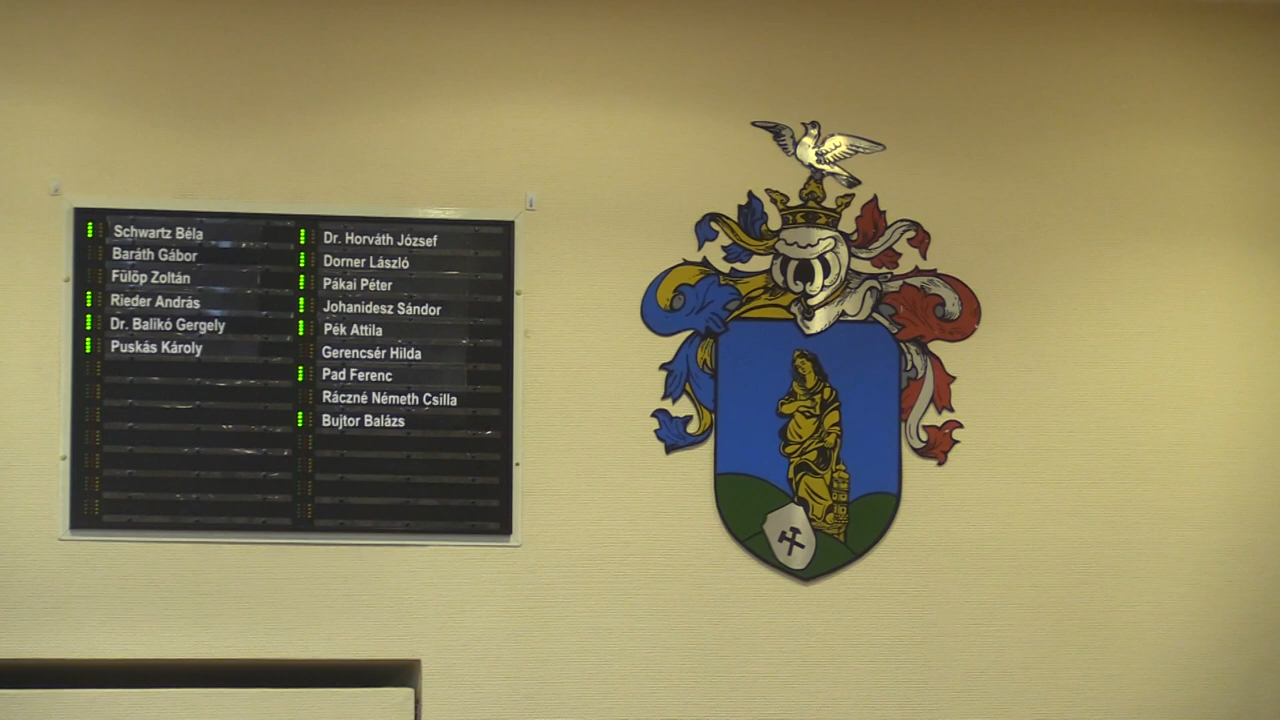 Schwartz Béla
Baráth Gábor
Fülöp Zoltán
Rieder András
Dr. Balikó Gergely
Puskás Károly
Dr. Horváth József
Dorner László
Pákai Péter
Johanidesz Sándor
Pék Attila
Gerencsér Hilda
Pad Ferenc
Ráczné Németh Csilla
Bujtor Balázs